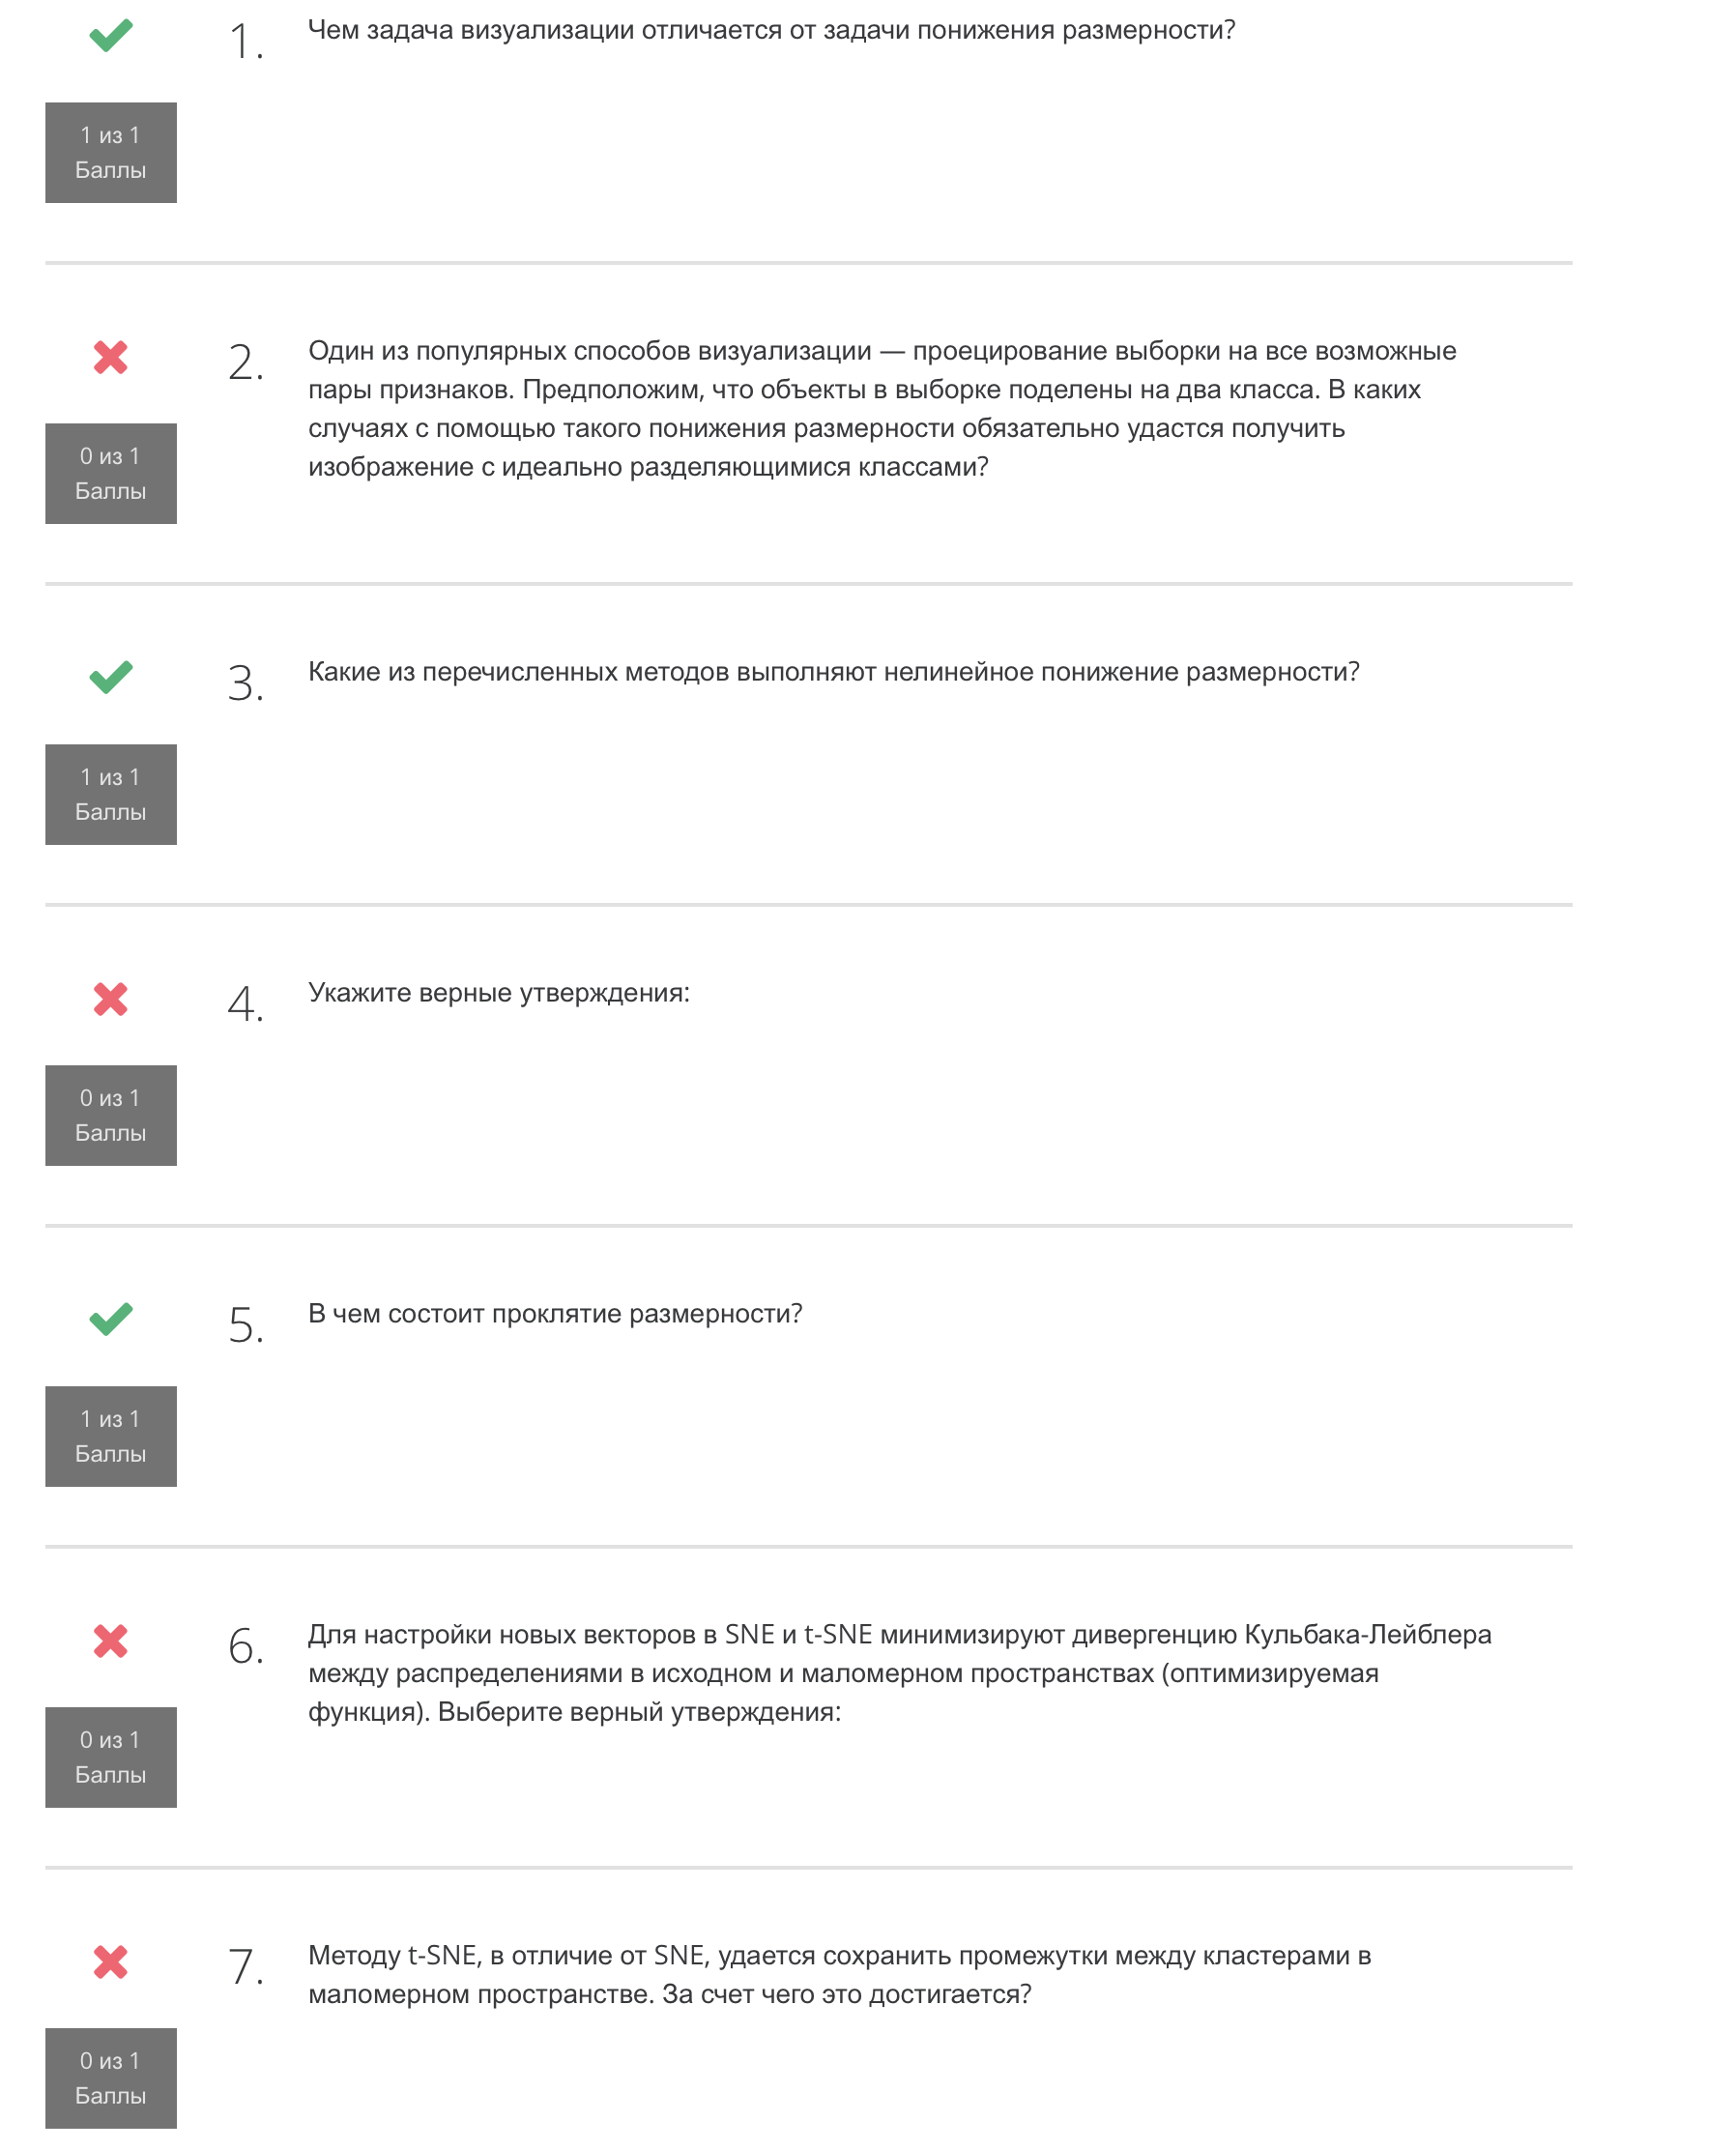 1. Чем задача визуализации отличается от задачи понижения размерности?
1 из 1
Баллы
2. Один из популярных способов визуализации — проецирование выборки на все возможные
пары признаков. Предположим, что объекты в выборке поделены на два класса. В каких
случаях с помощью такого понижения размерности обязательно удастся получить
изображение с идеально разделяющимися классами?
0 из 1
Баллы
3. Какие из перечисленных методов выполняют нелинейное понижение размерности?
1 из 1
Баллы
4. Укажите верные утверждения:
0 из 1
Баллы
5. В чем состоит проклятие размерности?
1 из 1
Баллы
6. Для настройки новых векторов в SNE и t-SNE минимизируют дивергенцию Кульбака-Лейблера
между распределениями в исходном и маломерном пространствах (оптимизируемая
функция). Выберите верный утверждения:
0 из 1
Баллы
7. Методу t-SNE, в отличие от SNE, удается сохранить промежутки между кластерами в
маломерном пространстве. За счет чего это достигается?
0 из 1
Баллы